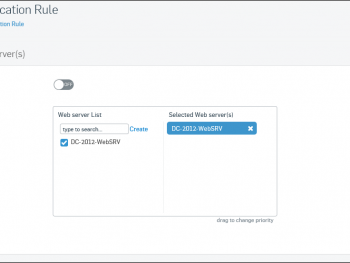 cation Rule
ation Rule
rver(s)
OFF
Web server List
Selected Web server(s)
type to search...
Create
DC-2012-WebSRV
DC-2012-WebSRV
drag to change priority